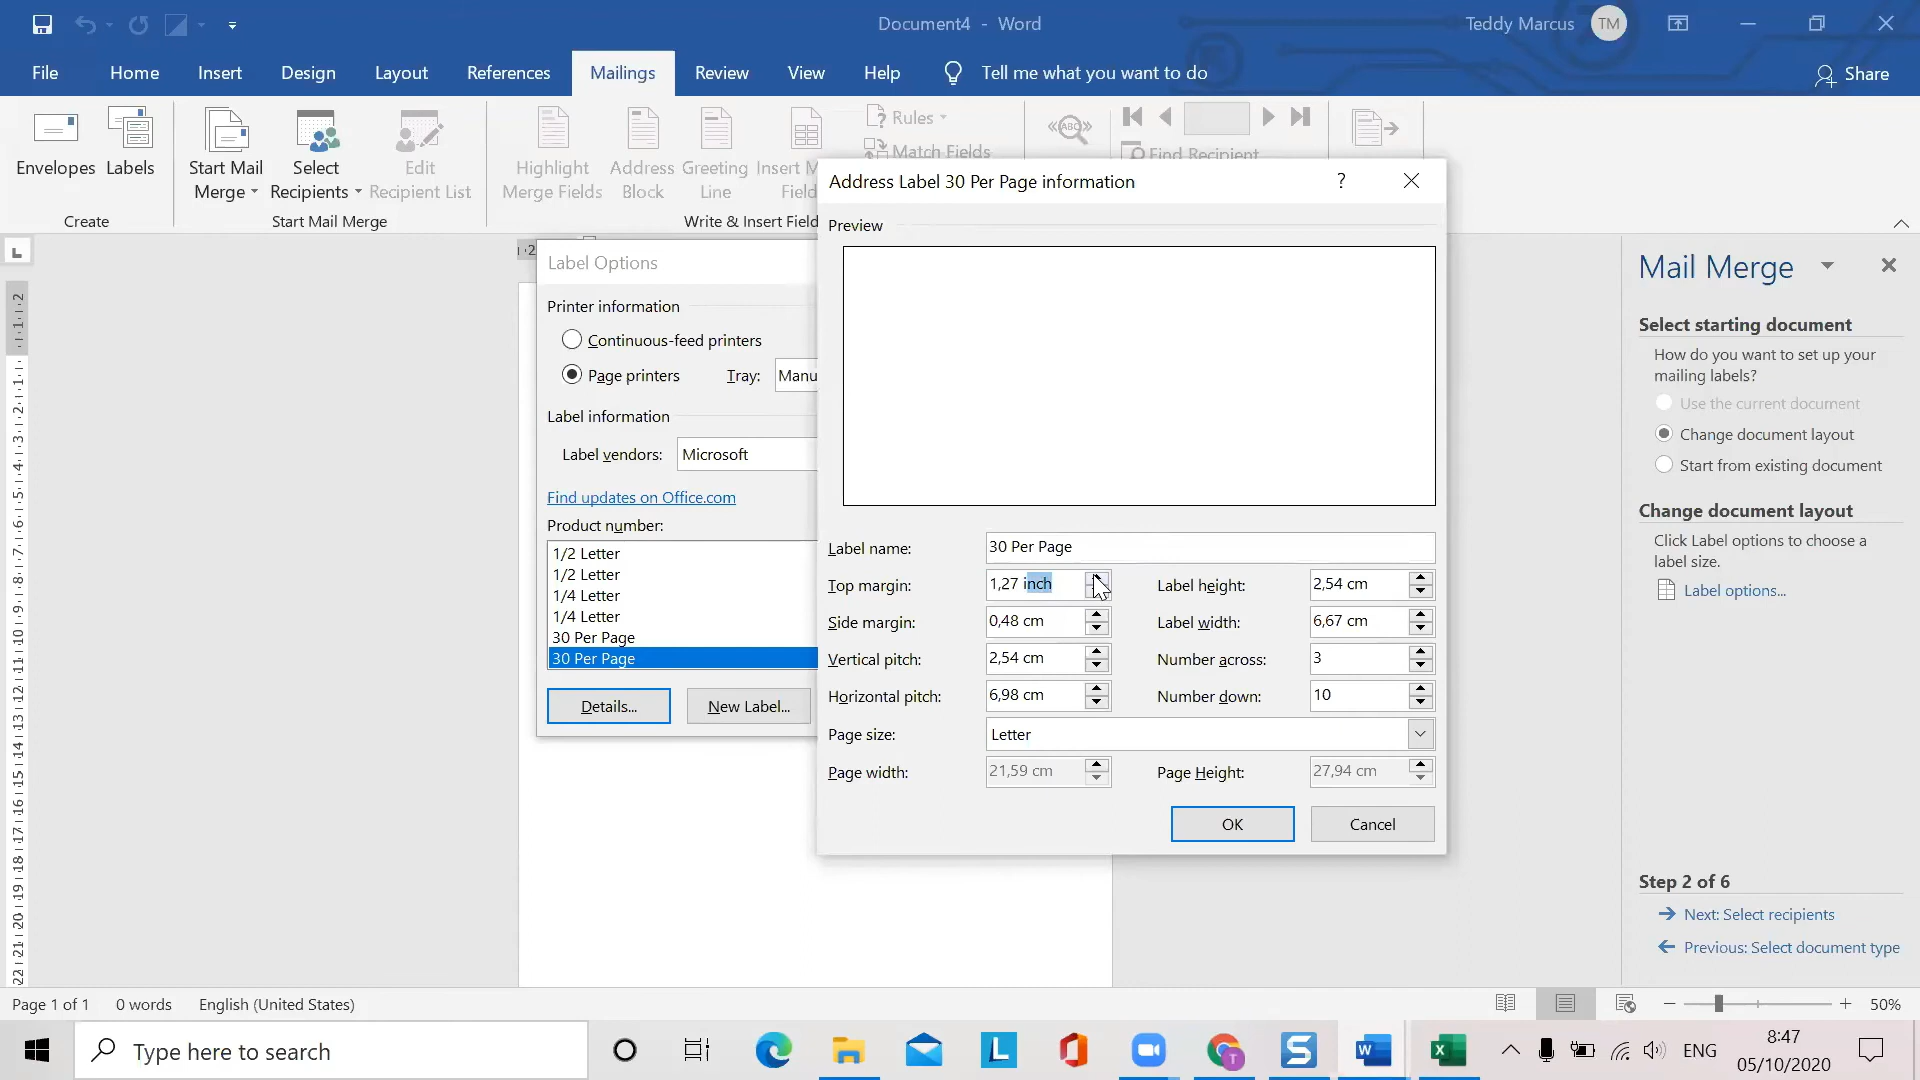 Document4 - Word
Teddy Marcus
TM
File
Home
Insert
Design
Layout
References
Mailings
Review
View
Help
Tell me what you want to do
Share
Envelopes
Labels
Create
Start Mail
Merge
Select
Recipients
Edit
Recipient List
Start Mail Merge
Highlight
Merge Fields
Address
Block
Greeting
Line
Insert M
Field
Write & Insert Field
Rules
Match Fields
ABC
Find Recipient
Label Options
Printer information
Continuous-feed printers
Page printers
Tray:
Manu
Label information
Label vendors:
Microsoft
Find updates on Office.com
Product number:
1/2 Letter
1/2 Letter
1/4 Letter
1/4 Letter
30 Per Page
30 Per Page
Details...
New Label...
Address Label 30 Per Page information
?
Preview
Label name:
30 Per Page
Top margin:
1,27 inch
Label height:
2,54 cm
Side margin:
0,48 cm
Label width:
6,67 cm
Vertical pitch:
2,54 cm
Number across:
3
Horizontal pitch:
6,98 cm
Number down:
10
Page size:
Letter
Page width:
21,59 cm
Page Height:
27,94 cm
OK
Cancel
Mail Merge
Select starting document
How do you want to set up your
mailing labels?
Use the current document
Change document layout
Start from existing document
Change document layout
Click Label options to choose a
label size.
Label options...
Step 2 of 6
Next: Select recipients
Previous: Select document type
Page 1 of 1
0 words
English (United States)
50%
Type here to search
ENG
8:47
05/10/2020